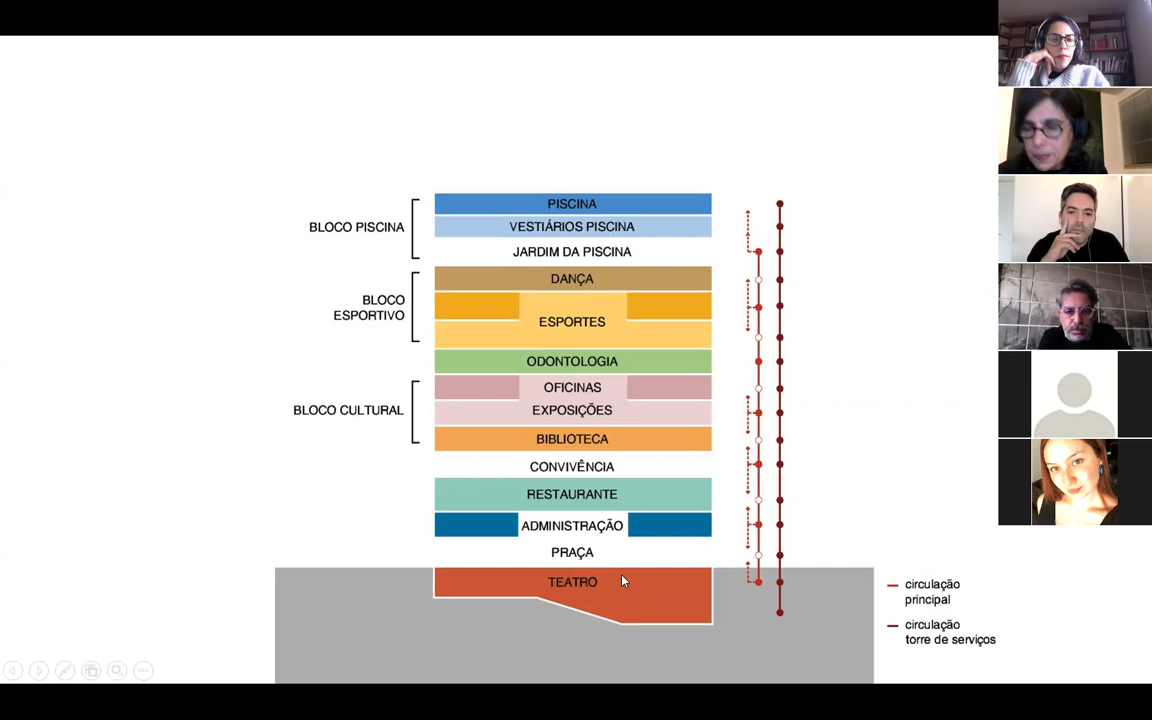 PISCINA
BLOCO PISCINA
VESTIÁRIOS PISCINA
JARDIM DA PISCINA
DANÇA
BLOCO
ESPORTIVO
ESPORTES
ODONTOLOGIA
OFICINAS
BLOCO CULTURAL
EXPOSIÇÕES
BIBLIOTECA
CONVIVÊNCIA
RESTAURANTE
ADMINISTRAÇÃO
PRAÇA
TEATRO
circulação
principal
circulação
torre de serviços